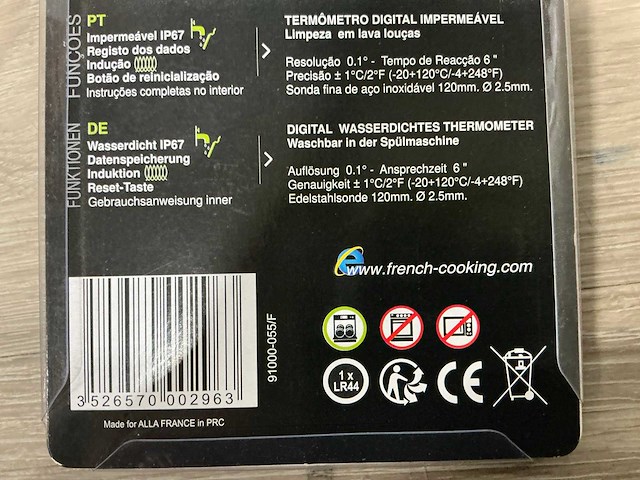 FUNÇÕES
PT
Impermeável IP67
Registo dos dados
Indução
Botão de reinicialização
Instruções completas no interior
TERMÔMETRO DIGITAL IMPERMEÁVEL
Limpeza em lava louças
Resolução 0.1° - Tempo de Reacção 6 "
Precisão ± 1°C/2°F (-20+120°C/-4+248°F)
Sonda fina de aço inoxidável 120mm. Ø 2.5mm.
FUNKTIONEN
DE
Wasserdicht IP67
Datenspeicherung
Induktion
Reset-Taste
Gebrauchsanweisung inner
DIGITAL WASSERDICHTES THERMOMETER
Waschbar in der Spülmaschine
Auflösung 0.1° - Ansprechzeit 6 "
Genauigkeit ± 1°C/2°F (-20+120°C/-4+248°F)
Edelstahlsonde 120mm. Ø 2.5mm.
www.french-cooking.com
91000-055/F
3 526570 002963
1 x
LR44
CE
Made for ALLA FRANCE in PRC